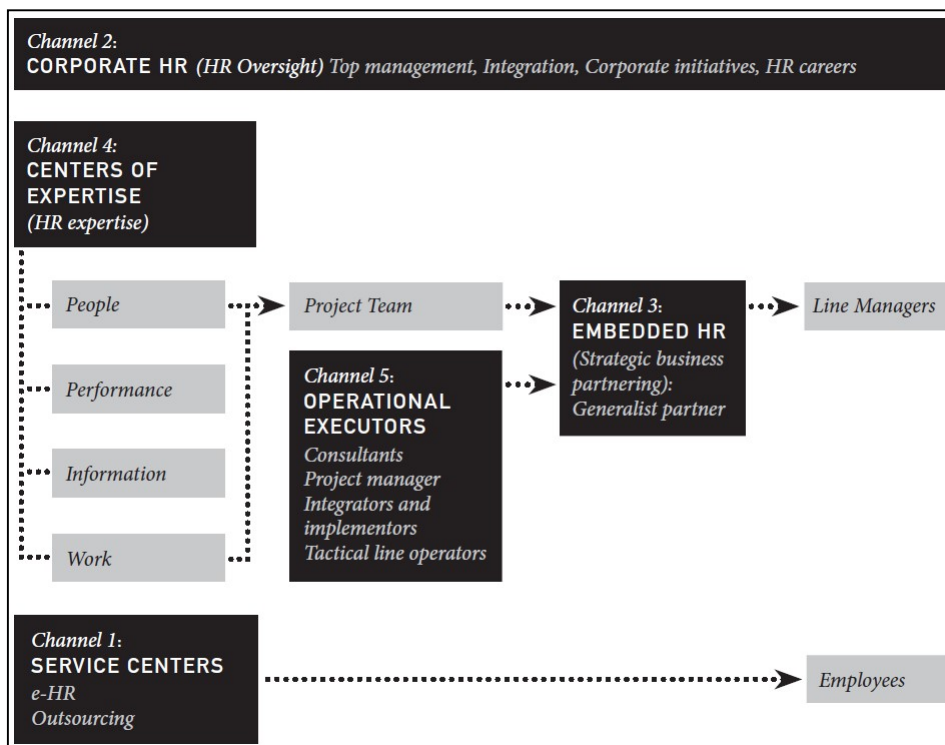 Channel 2:
CORPORATE HR (HR Oversight) Top management, Integration, Corporate initiatives, HR careers
Channel 4:
CENTERS OF
EXPERTISE
(HR expertise)
People
Performance
Information
Work
Project Team
Channel 5:
OPERATIONAL
EXECUTORS
Consultants
Project manager
Integrators and
implementors
Tactical line operators
Channel 3:
EMBEDDED HR
(Strategic business
partnering):
Generalist partner
Line Managers
Channel 1:
SERVICE CENTERS
e-HR
Outsourcing
Employees